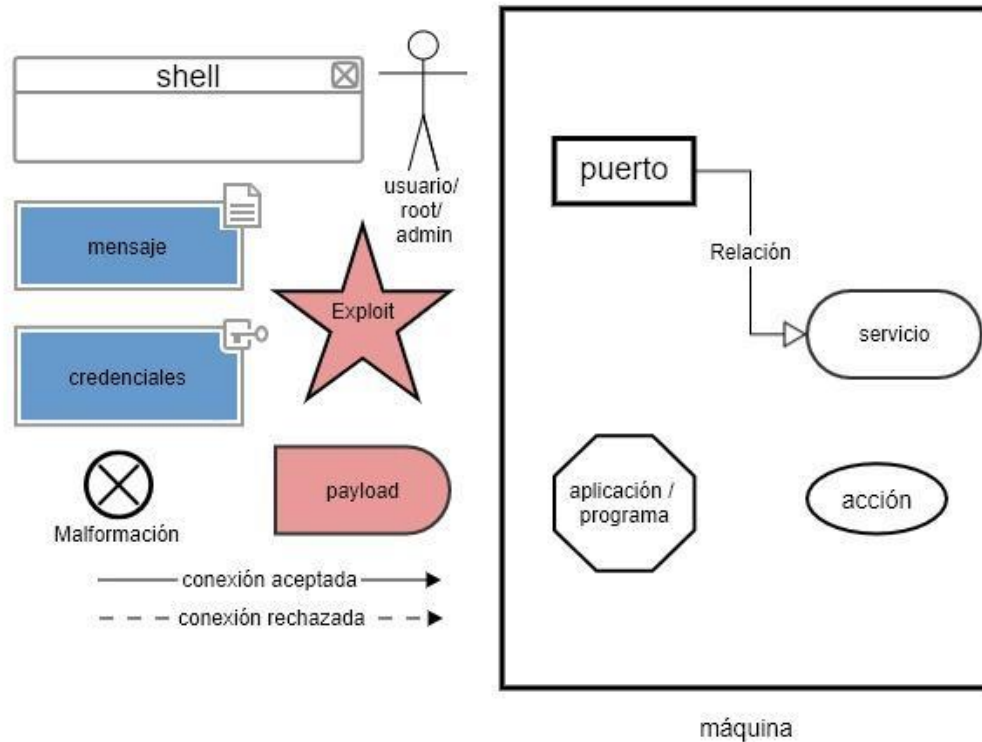 shell
usuario/
root/
admin
mensaje
Exploit
credenciales
payload
Malformación
conexión aceptada
conexión rechazada
puerto
Relación
servicio
aplicación /
programa
acción
máquina